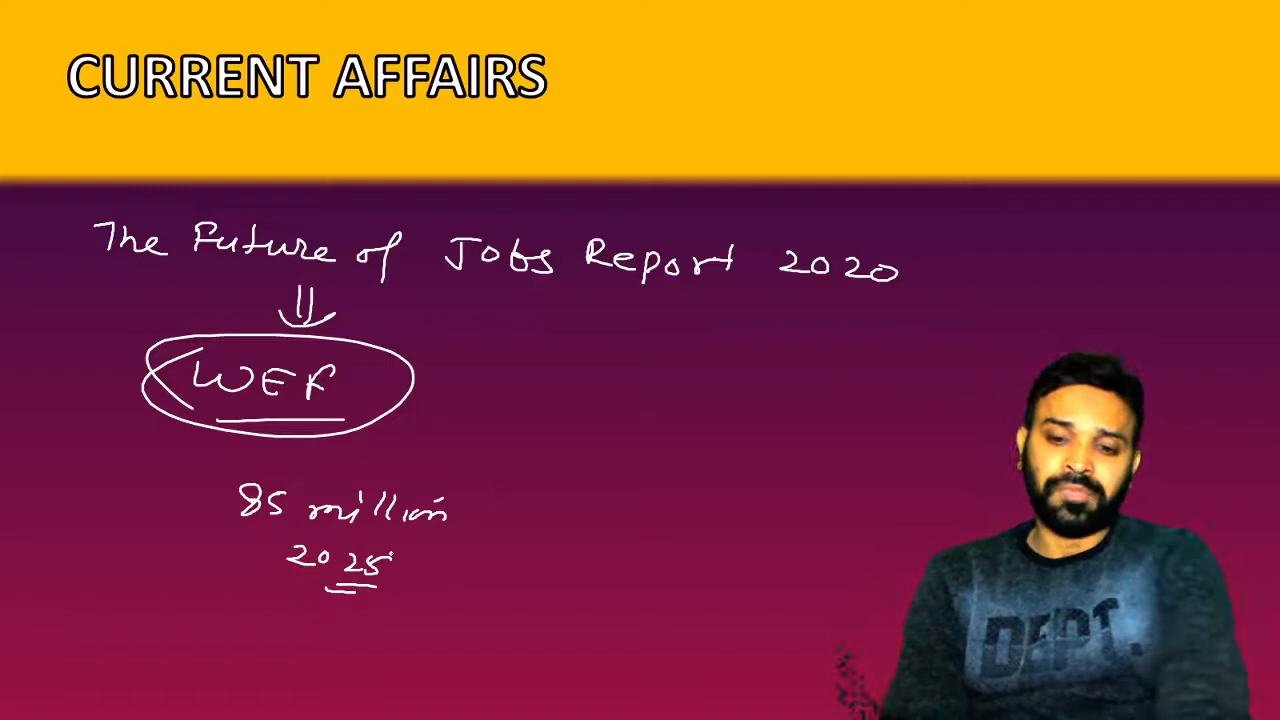 CURRENT AFFAIRS
The Future of Jobs Report 2020
WEF
85 million
2025
DEPT.